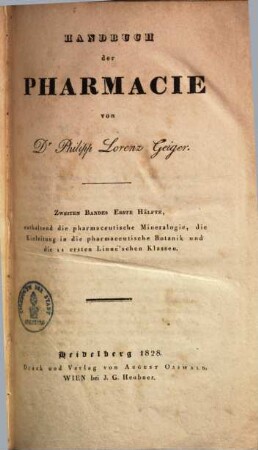 HANDBUCH
der
PHARMACIE
von
Dr Philipp Lorenz Geiger.
Zweiten Bandes Erste Hälfte,
enthaltend die pharmaceutische Mineralogie, die
Einleitung in die pharmaceutische Botanik und
die 11 ersten Linné'schen Klassen.
Heidelberg 1828.
Druck und Verlag von August Osswald.
WIEN bei J. G. Heubner.